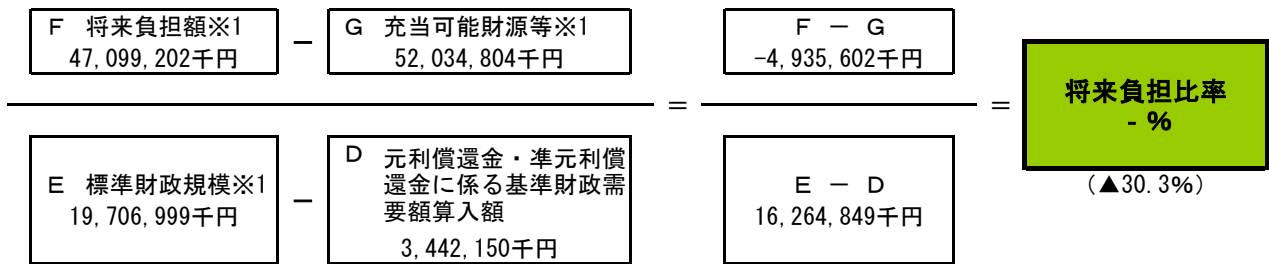 F 将来負担額※1
47,099,202千円
－
G 充当可能財源等※1
52,034,804千円
F － G
-4,935,602千円
＝
＝
将来負担比率
- %
(▲30.3%)
E 標準財政規模※1
19,706,999千円
－
D 元利償還金・準元利償
還金に係る基準財政需
要額算入額
3,442,150千円
E － D
16,264,849千円